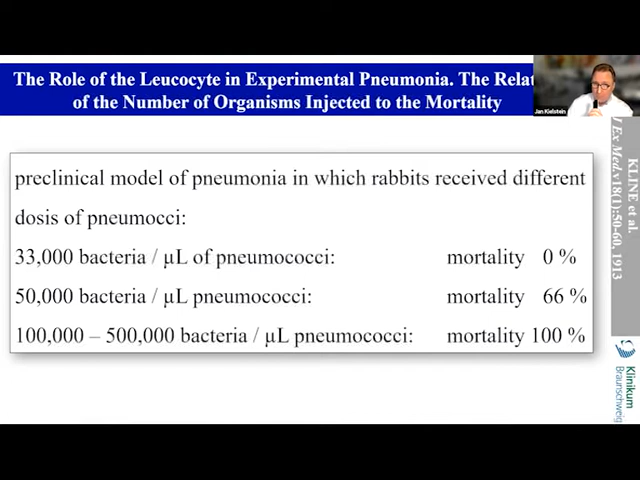 The Role of the Leucocyte in Experimental Pneumonia. The Relat
of the Number of Organisms Injected to the Mortality
Jan Kielstein
preclinical model of pneumonia in which rabbits received different
dosis of pneumocci:
33,000 bacteria / µL of pneumococci: mortality 0 %
50,000 bacteria / µL pneumococci: mortality 66 %
100,000 – 500,000 bacteria / µL pneumococci: mortality 100 %
KLINE et al.
J Ex Med.v18(1):50-60, 1913
Klinikum
Braunschweig